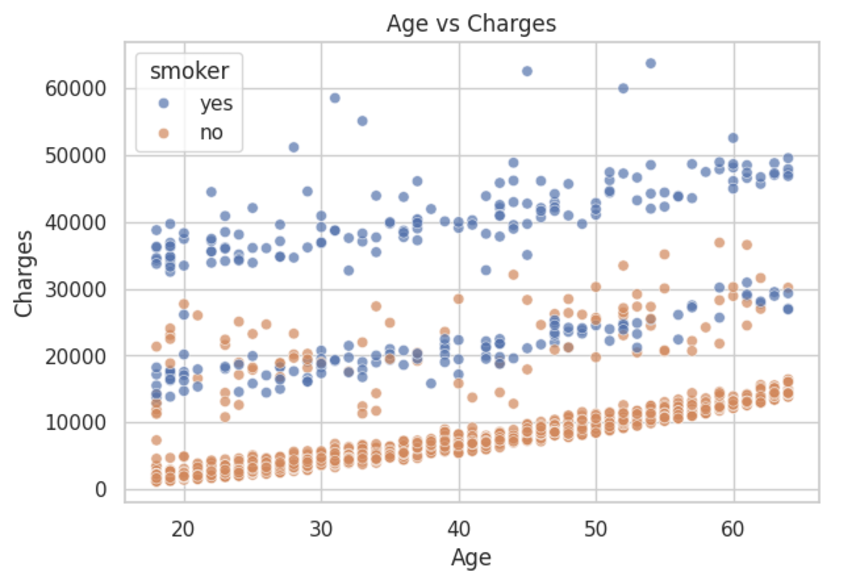 Age vs Charges
smoker
yes
no
60000
50000
40000
30000
20000
10000
0
Charges
20 30 40 50 60
Age